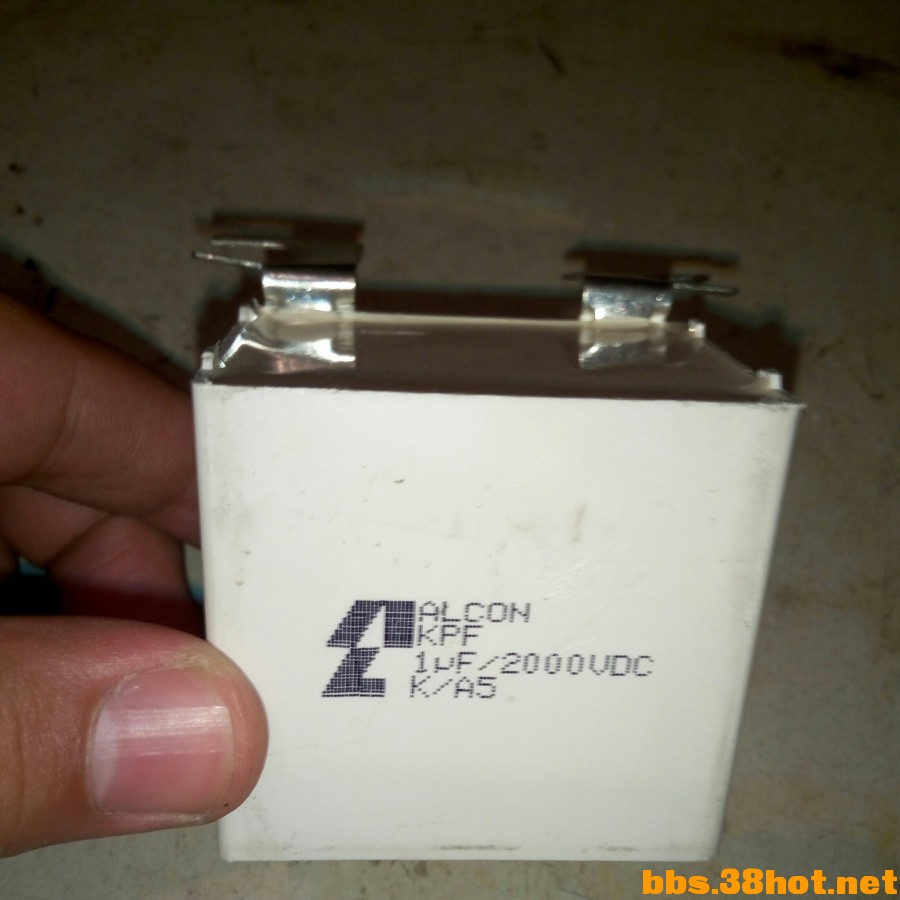 ALCON
KPF
1µF/2000VDC
K/A5
bbs.38hot.net